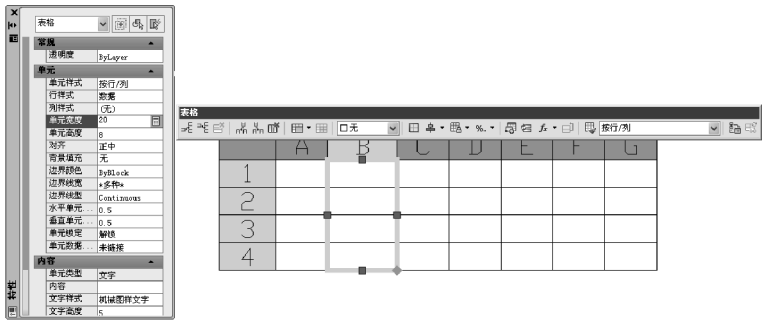 表格
常规
透明度 ByLayer
单元
单元样式 按行/列
行样式 数据
列样式 (无)
单元宽度 20
单元高度 8
对齐 正中
背景填充 无
边界颜色 ByBlock
边界线宽 *多种*
边界线型 Continuous
水平单元... 0.5
垂直单元... 0.5
单元锁定 解锁
单元数据... 未链接
内容
单元类型 文字
内容
文字样式 机械图样文字
文字高度 5
特性
表格
无 按行/列
A B C D E F G
1
2
3
4